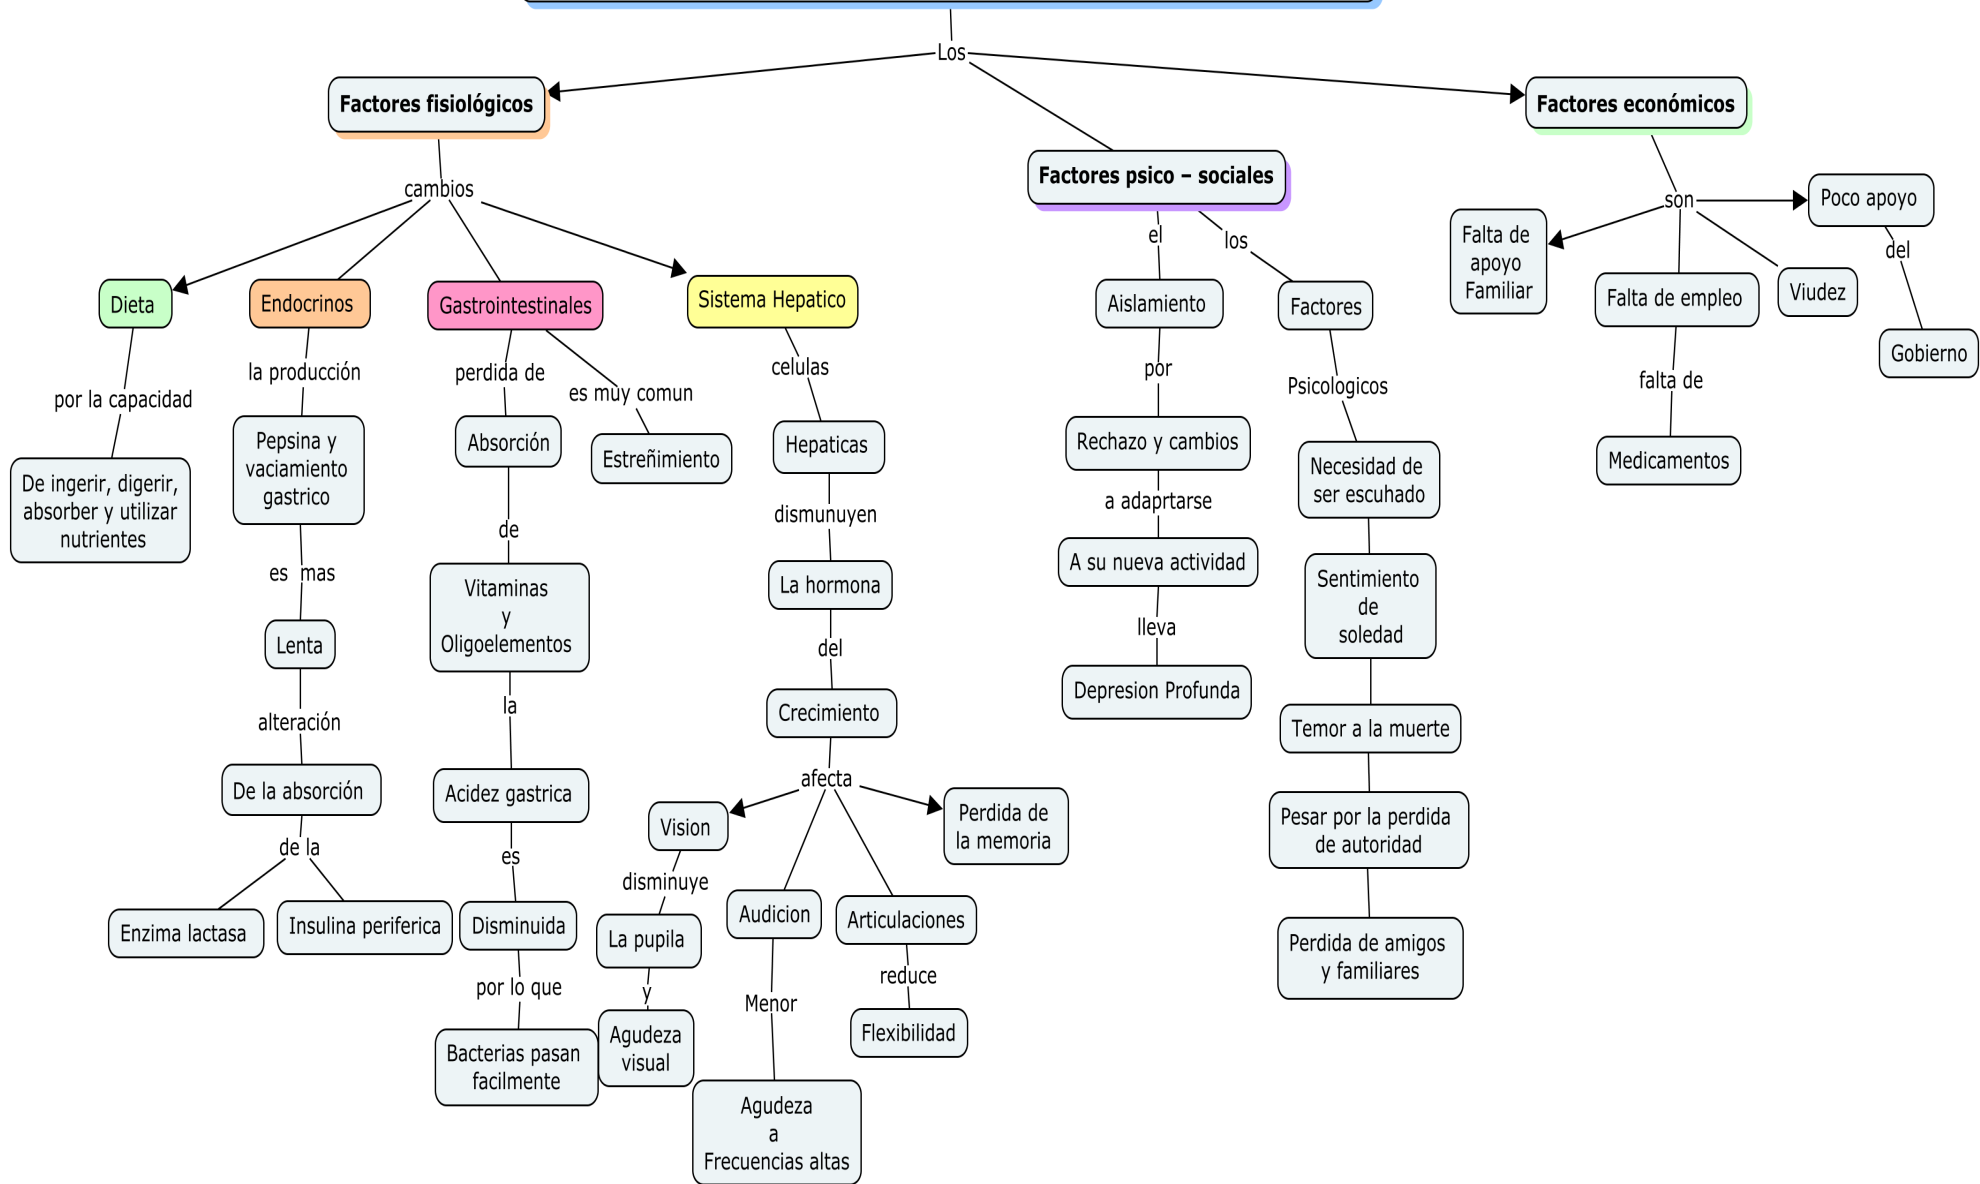 Los
Factores fisiológicos
Factores económicos
Factores psico – sociales
cambios
son
Poco apoyo
Falta de
apoyo
Familiar
el
los
del
Dieta
Endocrinos
Gastrointestinales
Sistema Hepatico
Aislamiento
Factores
Falta de empleo
Viudez
Gobierno
por la capacidad
la producción
perdida de
es muy comun
celulas
por
Psicologicos
falta de
De ingerir, digerir,
absorber y utilizar
nutrientes
Pepsina y
vaciamiento
gastrico
Absorción
Estreñimiento
Hepaticas
Rechazo y cambios
Necesidad de
ser escuhado
Medicamentos
es mas
de
dismunuyen
a adaprtarse
Lenta
Vitaminas
y
Oligoelementos
La hormona
A su nueva actividad
Sentimiento
de
soledad
alteración
la
del
lleva
De la absorción
Acidez gastrica
Crecimiento
Depresion Profunda
Temor a la muerte
de la
es
afecta
Enzima lactasa
Insulina periferica
Disminuida
Vision
Perdida de
la memoria
Pesar por la perdida
de autoridad
por lo que
disminuye
Audicion
Articulaciones
Perdida de amigos
y familiares
Bacterias pasan
facilmente
La pupila
y
Agudeza
visual
Menor
reduce
Flexibilidad
Agudeza
a
Frecuencias altas